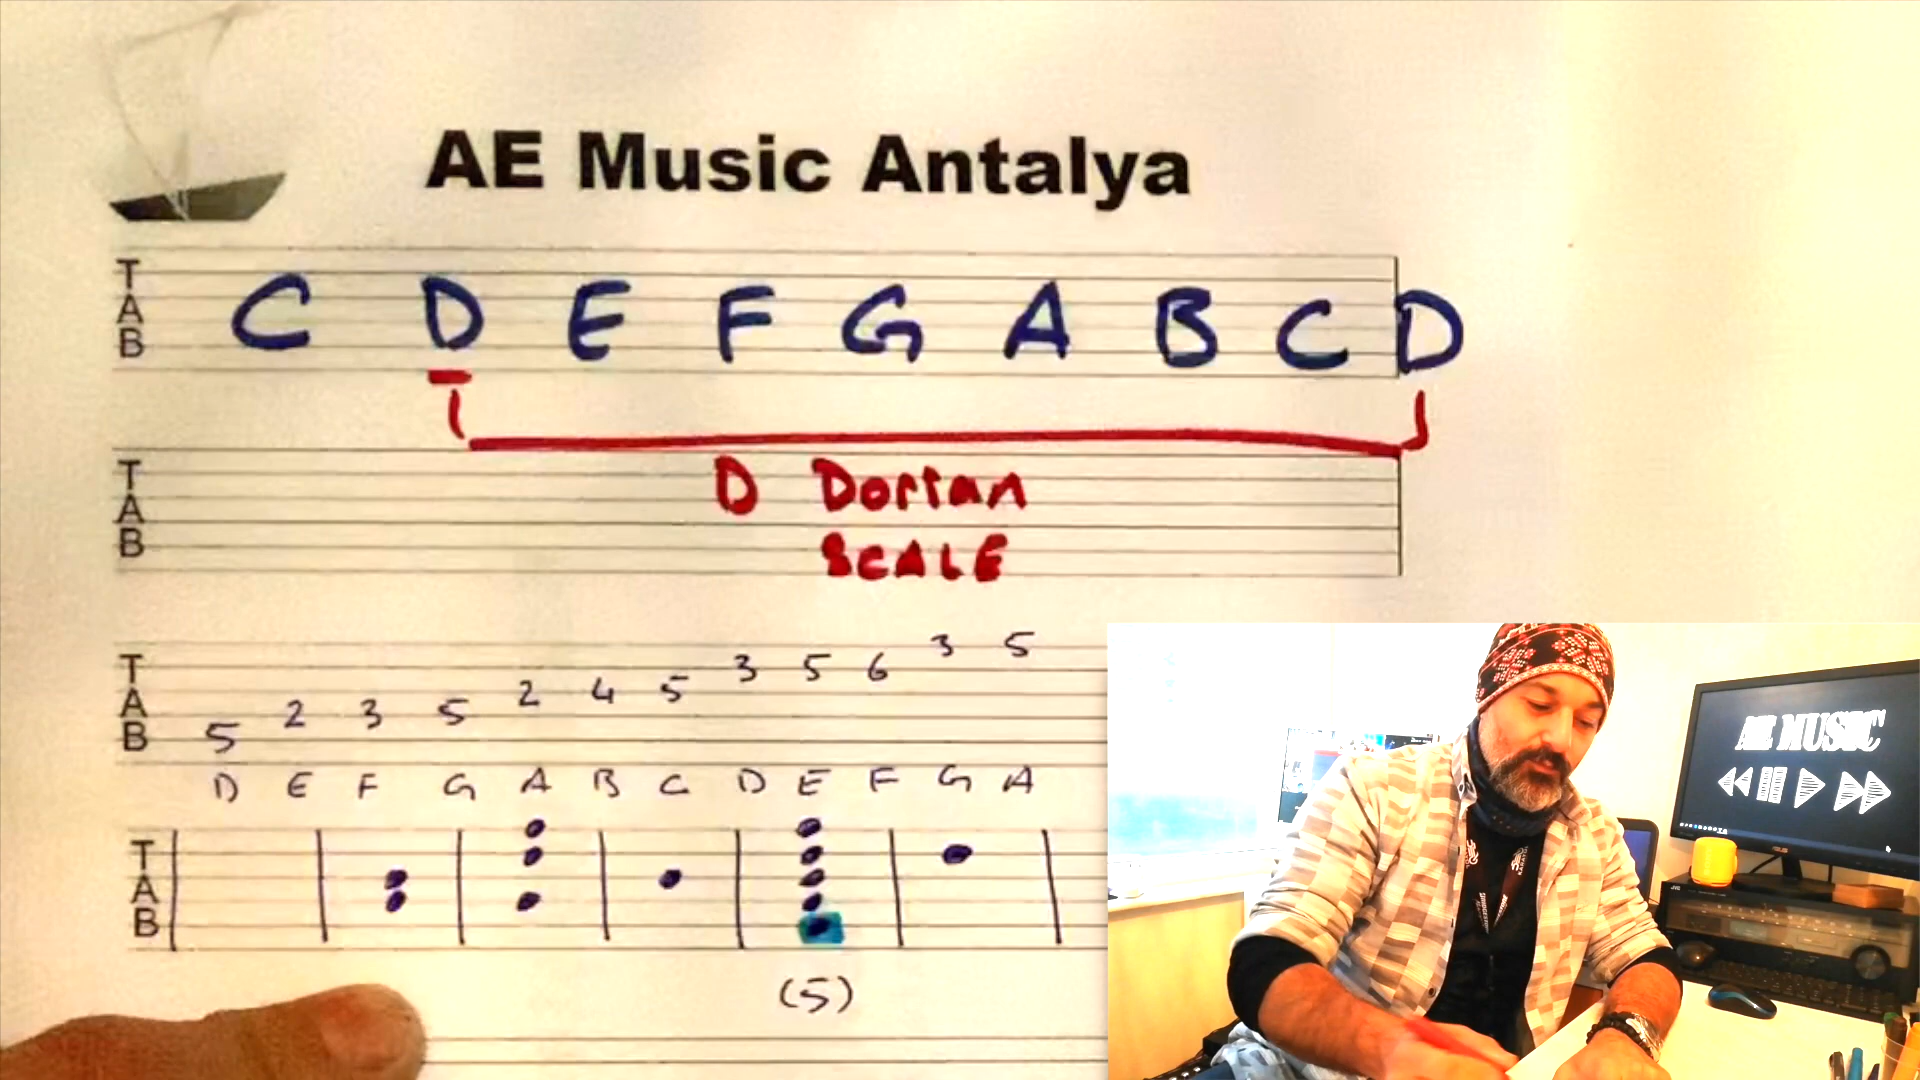 AE Music Antalya
TAB C D E F G A B C D
TAB D Dorian
SCALE
TAB 5 2 3 5 2 4 5 3 5 6 3 5
D E F G A B C D E F G A
TAB
(5)
AE MUSIC